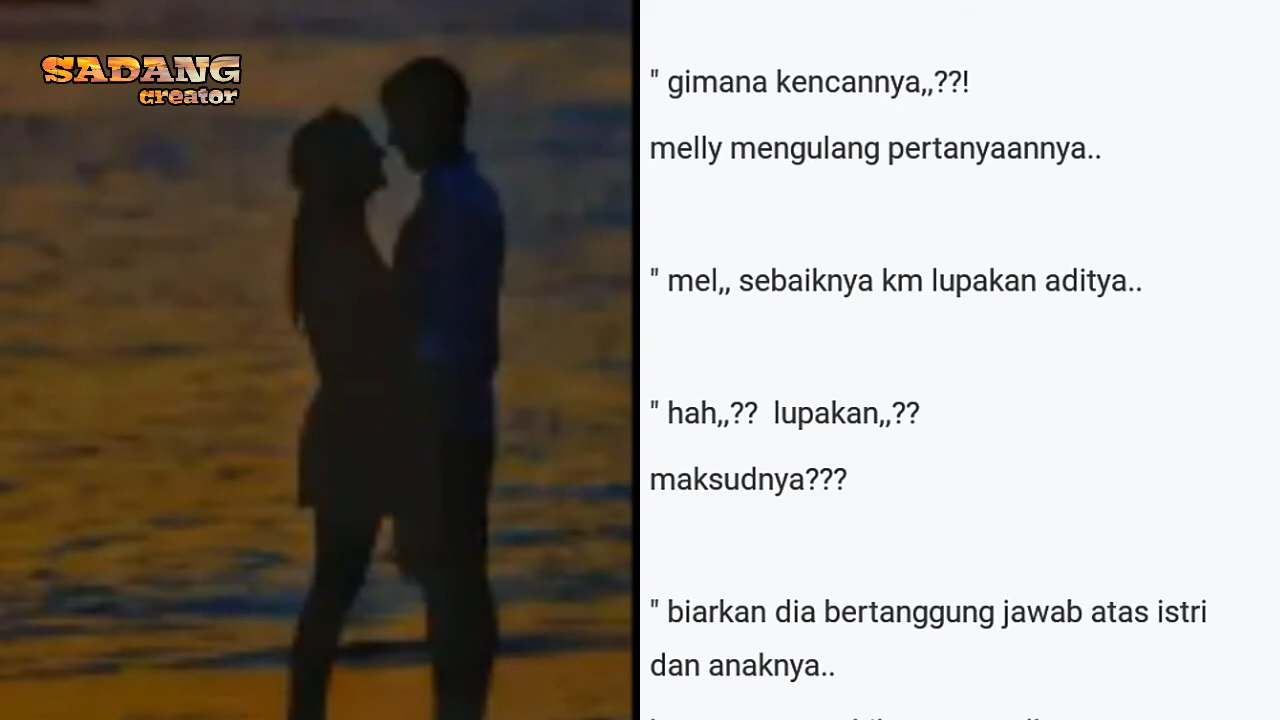 SADANG
creator
" gimana kencannya,,??!
melly mengulang pertanyaannya..
" mel,, sebaiknya km lupakan aditya..
" hah,,??  lupakan,,??
maksudnya???
" biarkan dia bertanggung jawab atas istri
dan anaknya..